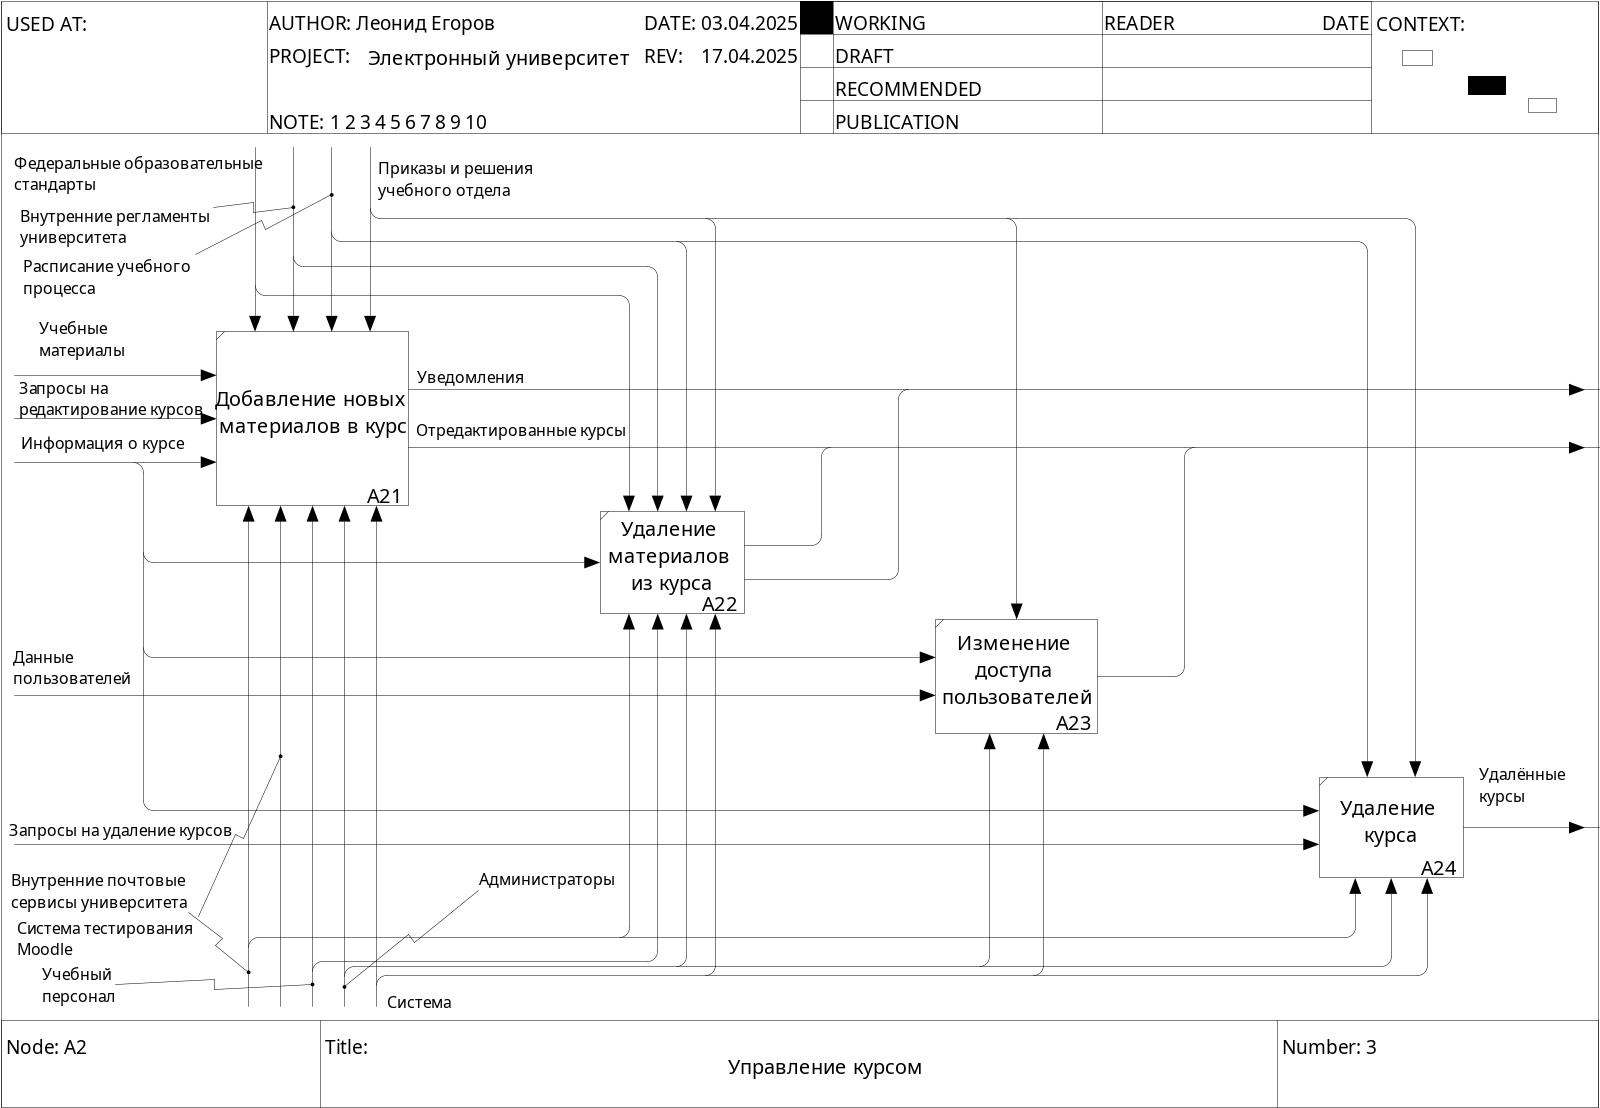 USED AT:
AUTHOR: Леонид Егоров
DATE: 03.04.2025
PROJECT: Электронный университет
REV: 17.04.2025
NOTE: 1 2 3 4 5 6 7 8 9 10
WORKING
DRAFT
RECOMMENDED
PUBLICATION
READER
DATE
CONTEXT:
Федеральные образовательные
стандарты
Приказы и решения
учебного отдела
Внутренние регламенты
университета
Расписание учебного
процесса
Учебные
материалы
Запросы на
редактирование курсов
Информация о курсе
Добавление новых
материалов в курс
A21
Уведомления
Отредактированные курсы
Удаление
материалов
из курса
A22
Изменение
доступа
пользователей
A23
Данные
пользователей
Удаление
курса
A24
Удалённые
курсы
Запросы на удаление курсов
Внутренние почтовые
сервисы университета
Администраторы
Система тестирования
Moodle
Учебный
персонал
Система
Node: A2
Title:
Управление курсом
Number: 3